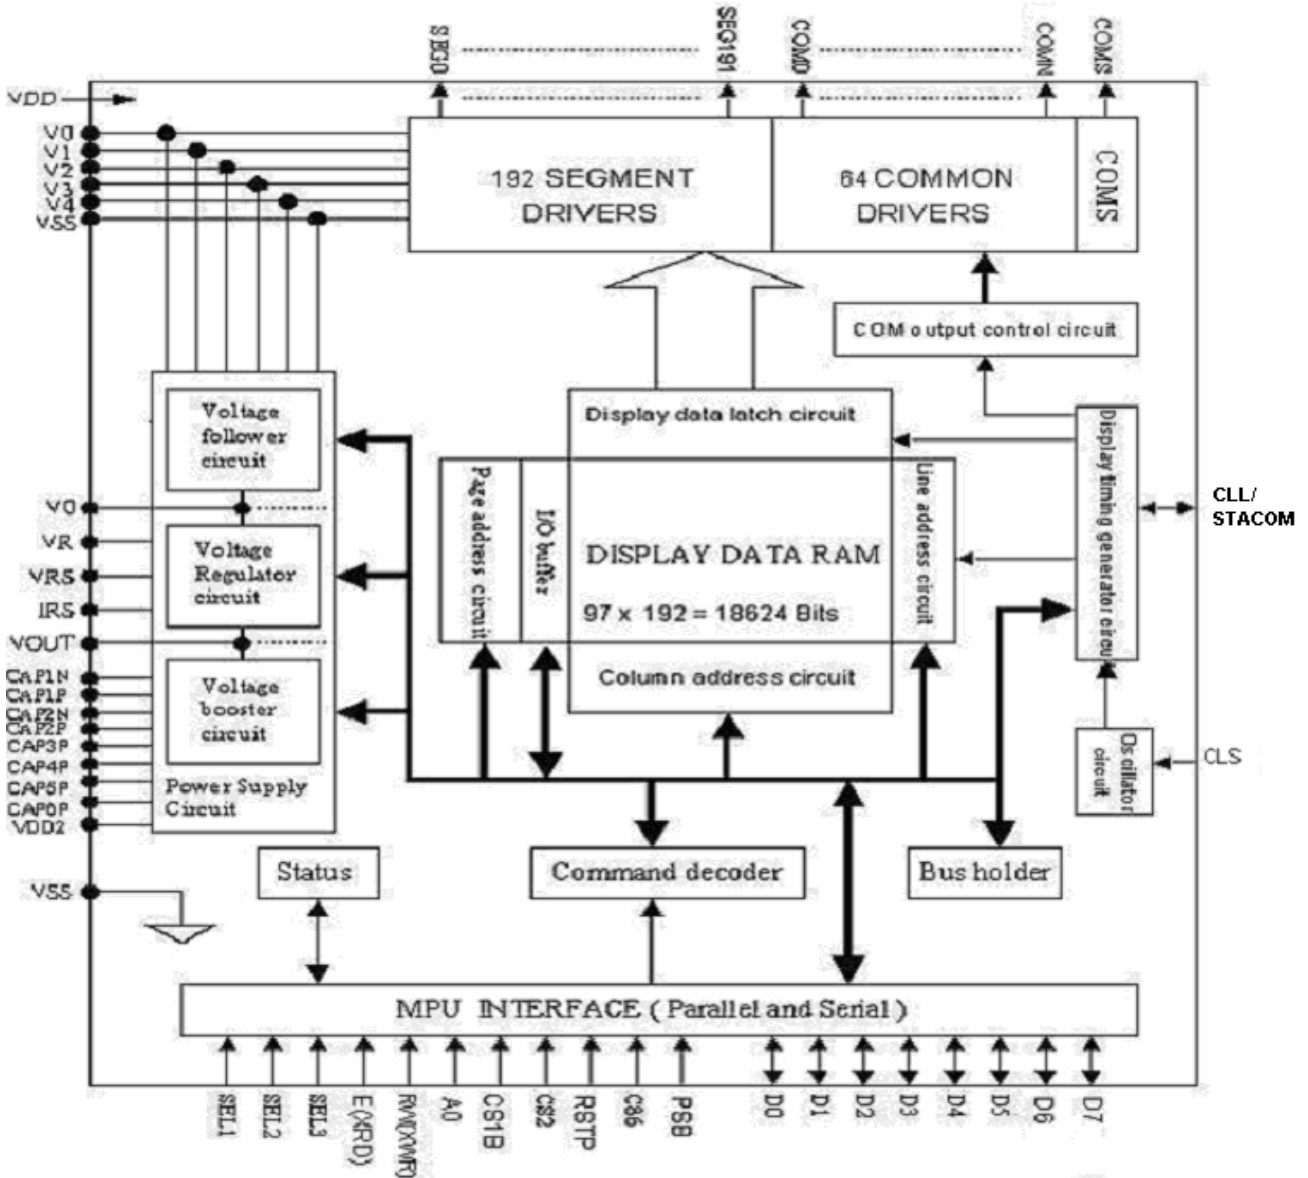 SEG0
SEG191
COM0
COMN
COMS
VDD
V0
V1
V2
V3
V4
VSS
192 SEGMENT
DRIVERS
64 COMMON
DRIVERS
COMS
COM output control circuit
Voltage
follower
circuit
Display data latch circuit
Page address circuit
I/O buffer
Line address circuit
Display timing generator circuit
CLL/
STACOM
V0
VR
VRS
IRS
VOUT
Voltage
Regulator
circuit
DISPLAY DATA RAM
97 x 192 = 18624 Bits
Column address circuit
CAP1N
CAP1P
CAP2N
CAP2P
CAP3P
CAP4P
CAP5P
CAP0P
VDD2
Voltage
booster
circuit
Power Supply
Circuit
Oscillator
circuit
CLS
Status
Command decoder
Bus holder
VSS
MPU INTERFACE ( Parallel and Serial )
SEL1
SEL2
SEL3
E(XRD)
RW(XWR)
A0
CS1B
CS2
RSTP
C86
PSB
D0
D1
D2
D3
D4
D5
D6
D7